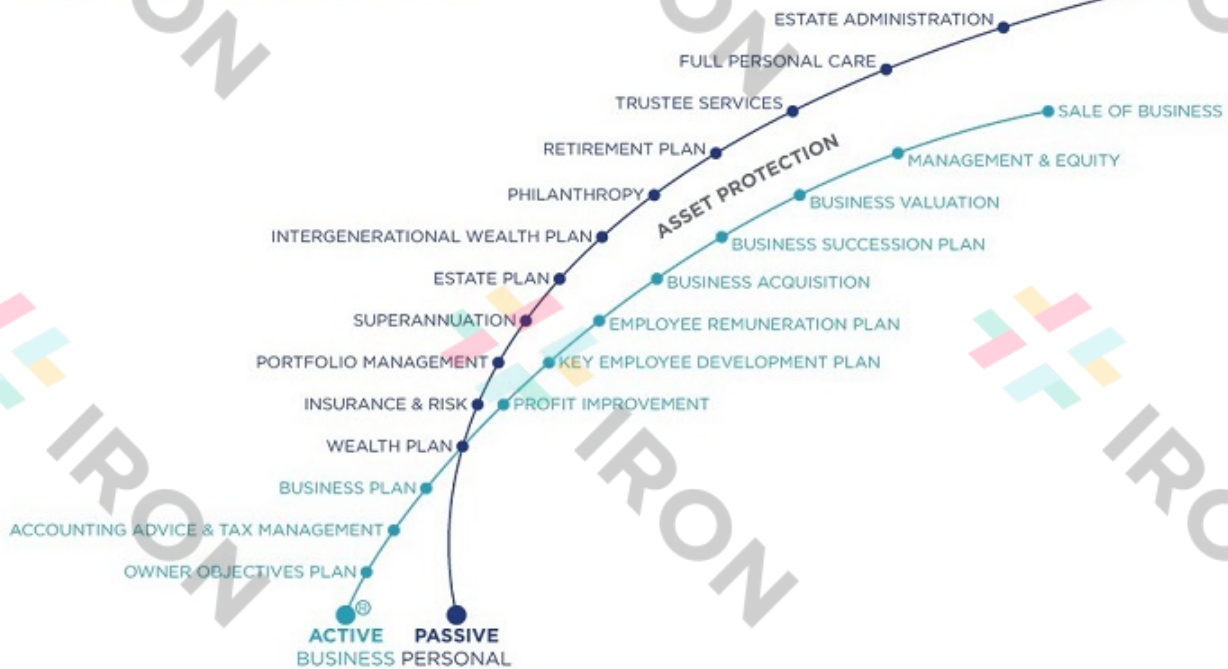 ESTATE ADMINISTRATION
FULL PERSONAL CARE
TRUSTEE SERVICES
SALE OF BUSINESS
RETIREMENT PLAN
ASSET PROTECTION
MANAGEMENT & EQUITY
PHILANTHROPY
BUSINESS VALUATION
INTERGENERATIONAL WEALTH PLAN
BUSINESS SUCCESSION PLAN
ESTATE PLAN
BUSINESS ACQUISITION
SUPERANNUATION
EMPLOYEE REMUNERATION PLAN
PORTFOLIO MANAGEMENT
KEY EMPLOYEE DEVELOPMENT PLAN
INSURANCE & RISK
PROFIT IMPROVEMENT
WEALTH PLAN
BUSINESS PLAN
ACCOUNTING ADVICE & TAX MANAGEMENT
OWNER OBJECTIVES PLAN
®
ACTIVE PASSIVE
BUSINESS PERSONAL
ON
ON
IRON
IRON
IRO